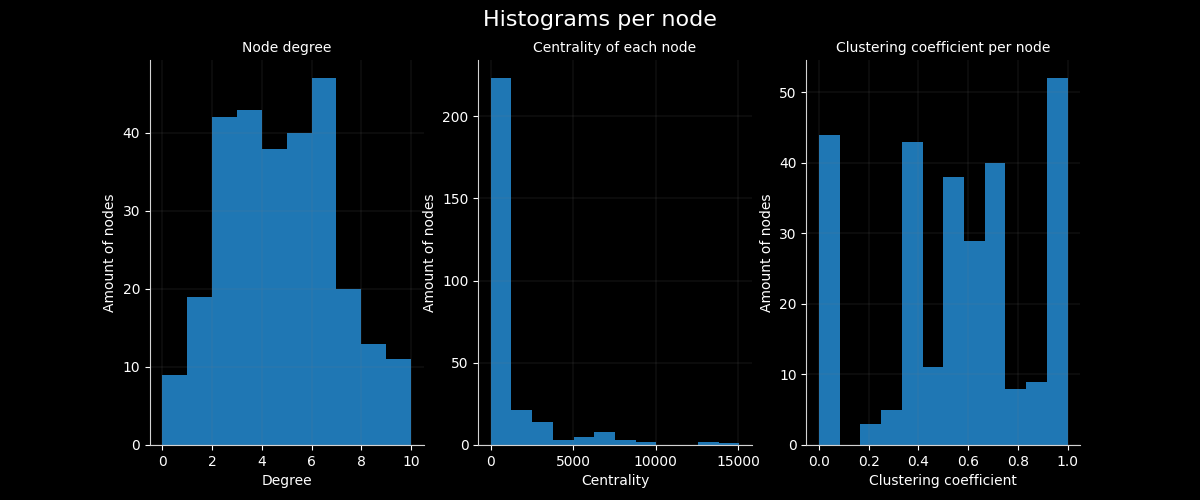 Histograms per node
Node degree
Amount of nodes
40
30
20
10
0
0 2 4 6 8 10
Degree
Centrality of each node
Amount of nodes
200
150
100
50
0
0 5000 10000 15000
Centrality
Clustering coefficient per node
Amount of nodes
50
40
30
20
10
0
0.0 0.2 0.4 0.6 0.8 1.0
Clustering coefficient